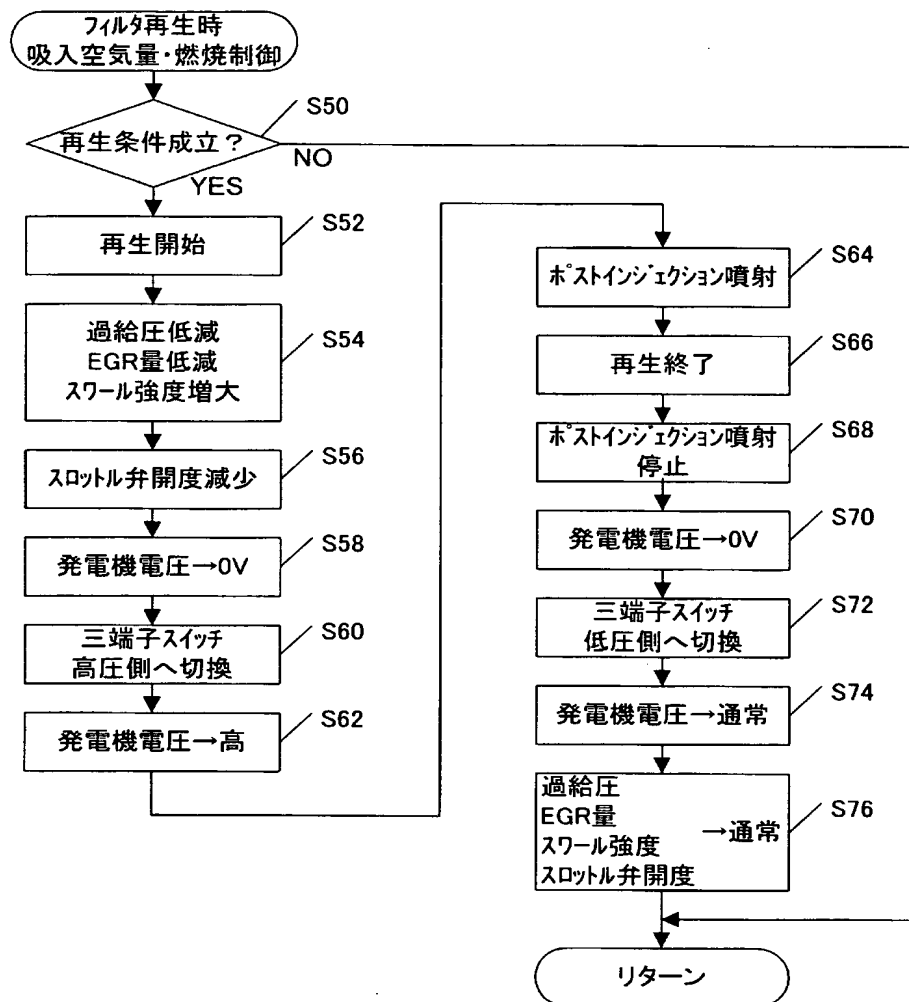 フィルタ再生時
吸入空気量・燃焼制御
S50
再生条件成立?
NO
YES
S52
再生開始
S54
過給圧低減
EGR量低減
スワール強度増大
S56
スロットル弁開度減少
S58
発電機電圧→0V
S60
三端子スイッチ
高圧側へ切換
S62
発電機電圧→高
S64
ポストインジェクション噴射
S66
再生終了
S68
ポストインジェクション噴射
停止
S70
発電機電圧→0V
S72
三端子スイッチ
低圧側へ切換
S74
発電機電圧→通常
S76
過給圧
EGR量
スワール強度 →通常
スロットル弁開度
リターン